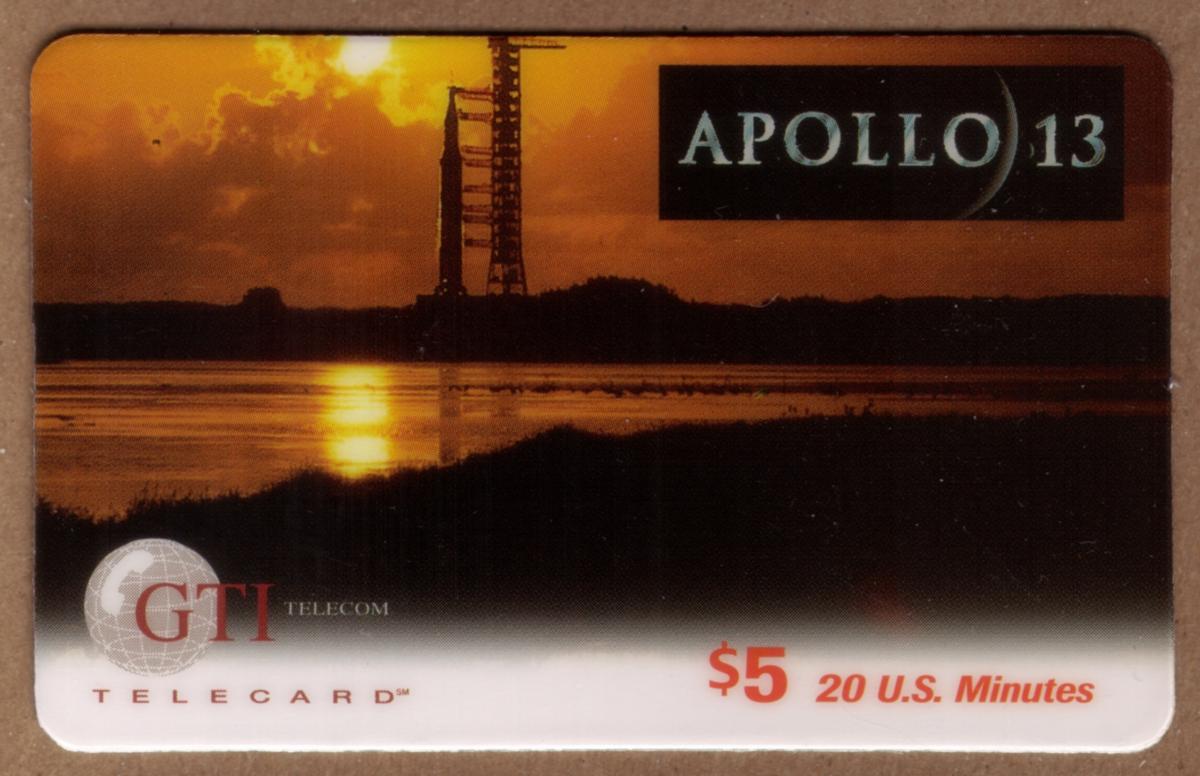 APOLLO 13
GTI TELECOM
TELECARD℠
$5 20 U.S. Minutes